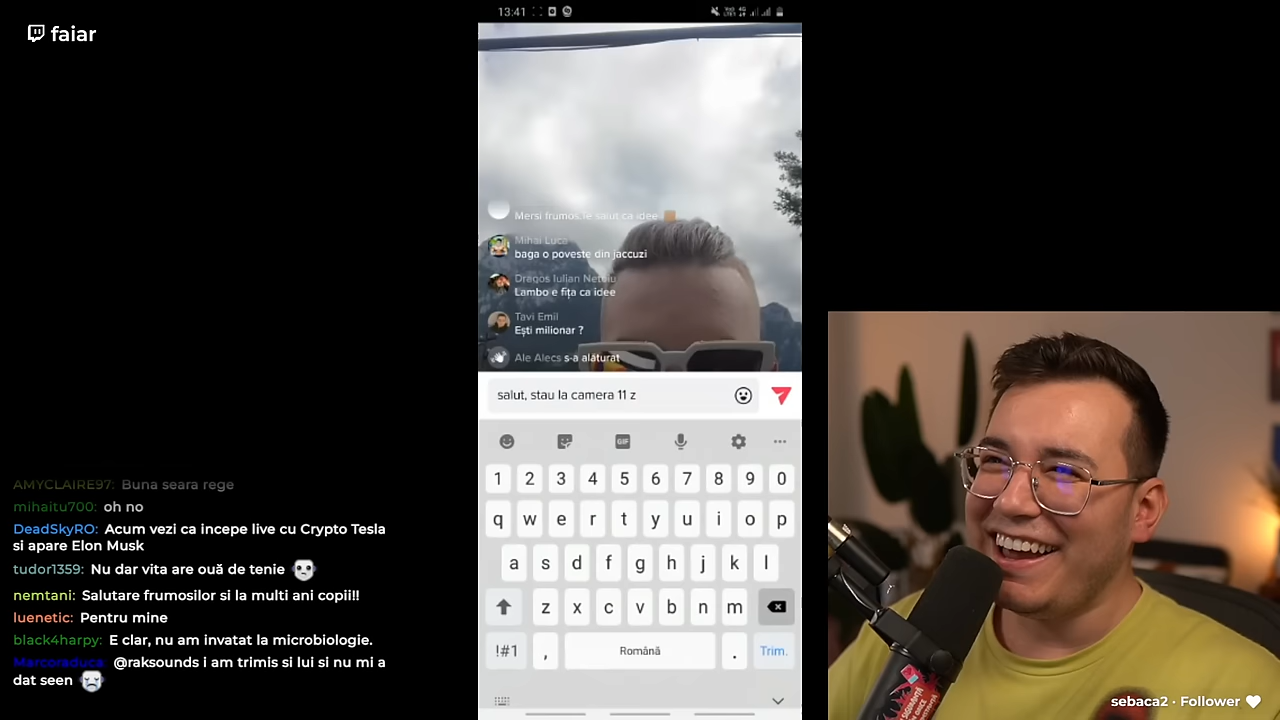 faiar
AMYCLAIRE97: Buna seara rege
mihaitu700: oh no
DeadSkyRO: Acum vezi ca incepe live cu Crypto Tesla
si apare Elon Musk
tudor1359: Nu dar vita are ouă de tenie
nemtani: Salutare frumosilor si la multi ani copii!!
luenetic: Pentru mine
black4harpy: E clar, nu am invatat la microbiologie.
Marcoraduca: @raksounds i am trimis si lui si nu mi a
dat seen
13:41
Mersi frumos.Te salut ca idee
Mihai Luca
baga o poveste din jaccuzi
Dragos Iulian
Lambo e fița ca idee
Tavi Emil
Ești milionar ?
Ale Alecs s-a alăturat
salut, stau la camera 11 z
GIF
1 2 3 4 5 6 7 8 9 0
q w e r t y u i o p
a s d f g h j k l
z x c v b n m
!#1 , Română . Trim.
sebaca2 · Follower